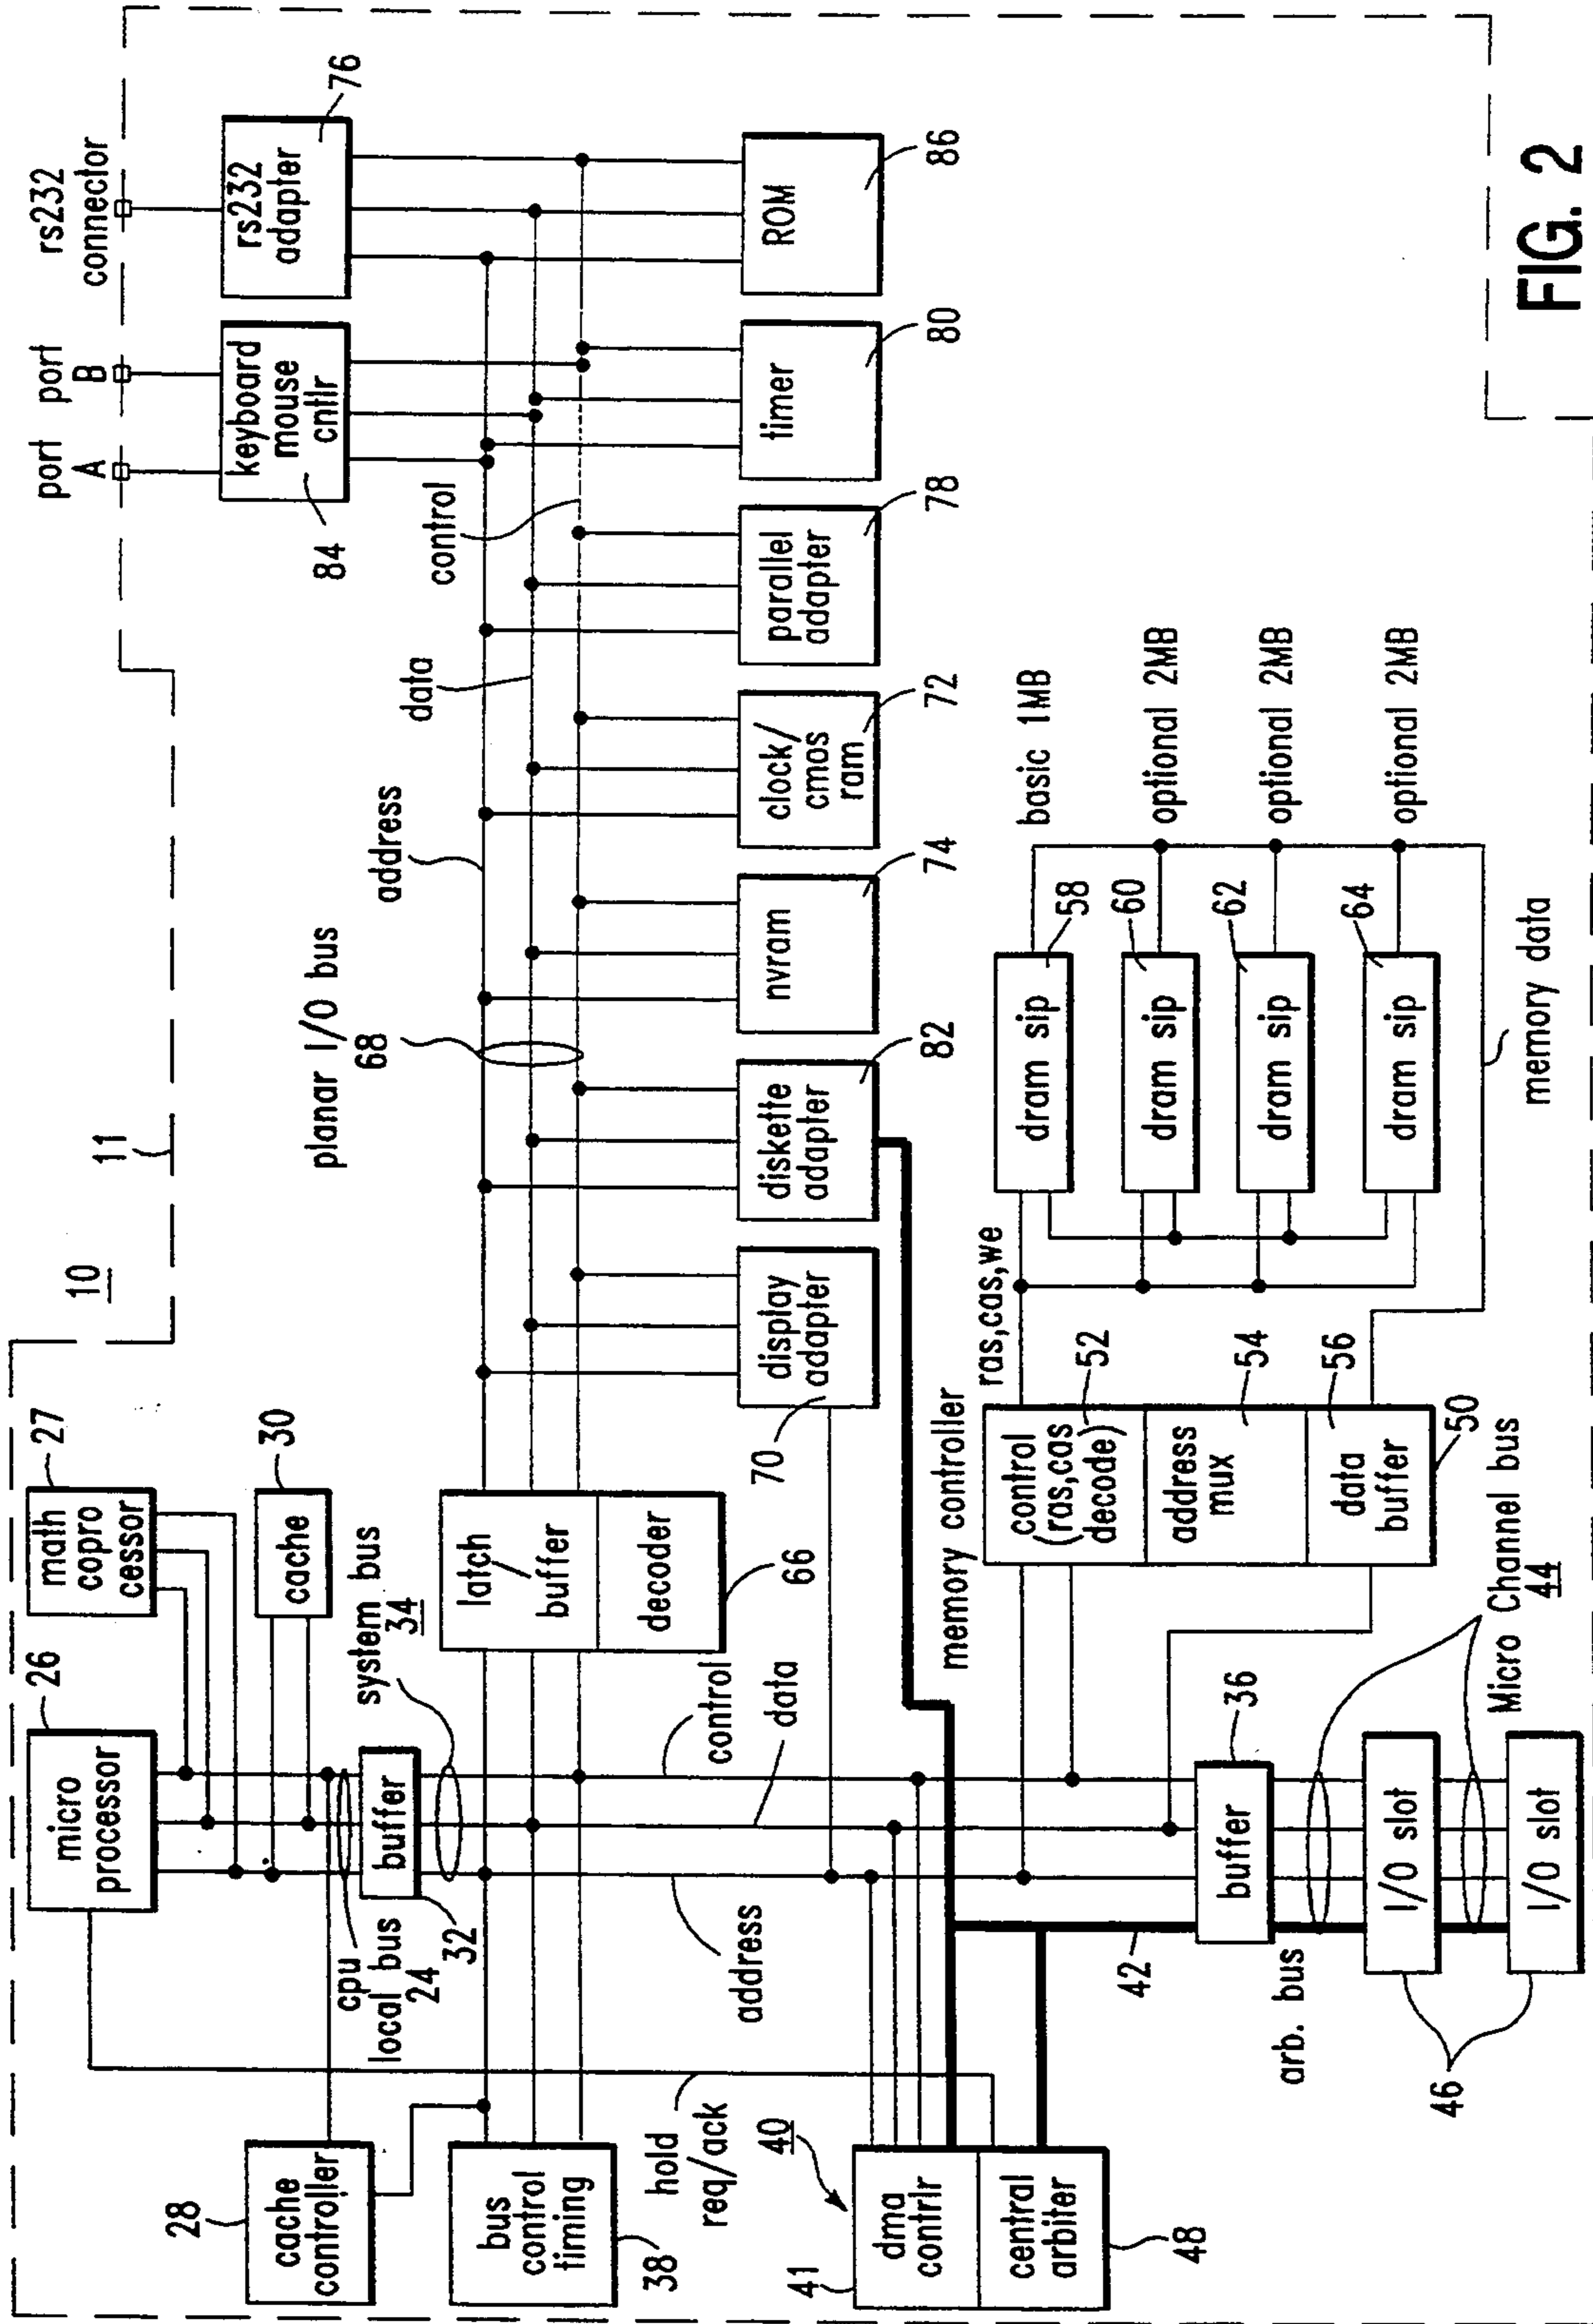 10
11
micro
processor
26
math
copro
cessor
27
cache
30
28
cache
controller
cpu
local bus
24
buffer
32
system bus
34
bus
control
timing
38
latch
/
buffer
decoder
66
planar I/O bus
68
address
data
control
port
A
port
B
rs232
connector
keyboard
mouse
cntlr
84
rs232
adapter
76
display
adapter
70
diskette
adapter
82
nvram
74
clock/
cmos
ram
72
parallel
adapter
78
timer
80
ROM
86
hold
req/ack
address
data
control
40
41
dma
contrlr
central
arbiter
48
42
arb. bus
buffer
36
I/O slot
I/O slot
46
Micro Channel bus
44
memory controller
control
(ras,cas
decode)
52
address
mux
54
data
buffer
56
50
ras,cas,we
dram sip
58
basic 1MB
dram sip
60
optional 2MB
dram sip
62
optional 2MB
dram sip
64
optional 2MB
memory data
FIG. 2